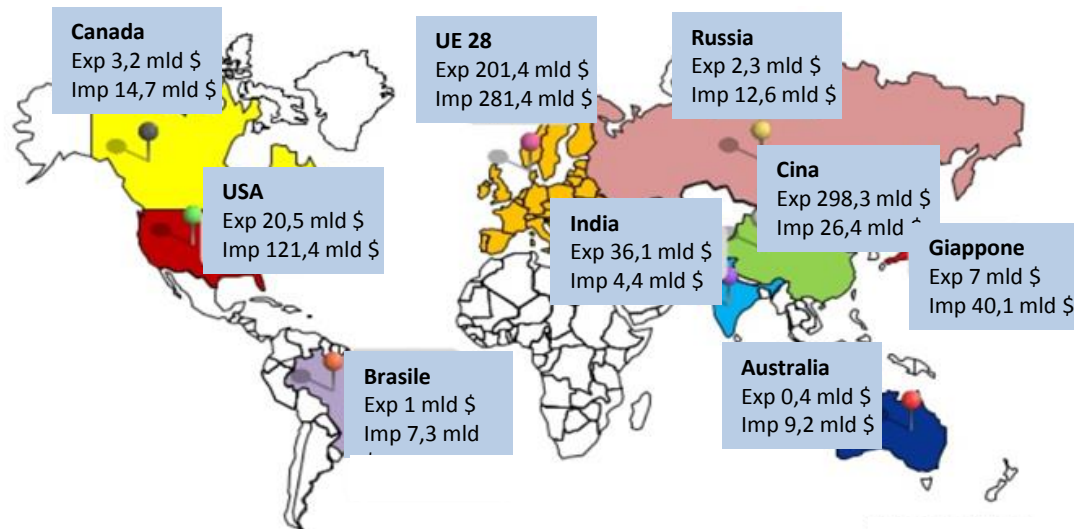 Canada
Exp 3,2 mld $
Imp 14,7 mld $
UE 28
Exp 201,4 mld $
Imp 281,4 mld $
Russia
Exp 2,3 mld $
Imp 12,6 mld $
USA
Exp 20,5 mld $
Imp 121,4 mld $
India
Exp 36,1 mld $
Imp 4,4 mld $
Cina
Exp 298,3 mld $
Imp 26,4 mld $
Giappone
Exp 7 mld $
Imp 40,1 mld $
Brasile
Exp 1 mld $
Imp 7,3 mld
Australia
Exp 0,4 mld $
Imp 9,2 mld $